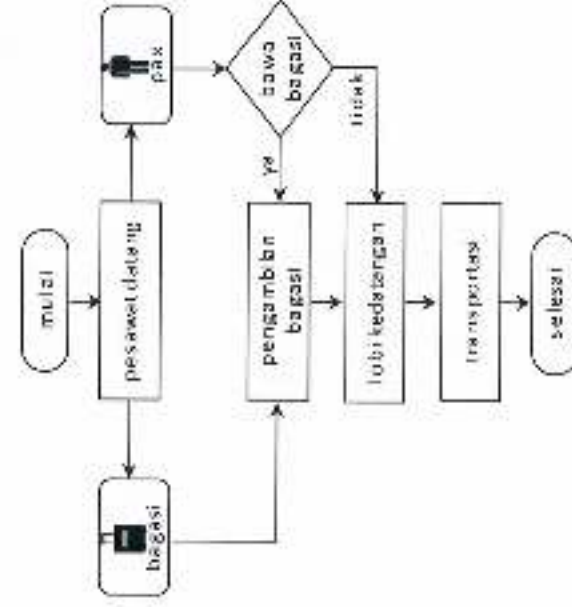 mulai
pesawat datang
pax
bagasi
bawa
bagasi
ya
tidak
pengambilan
bagasi
lobi kedatangan
transportasi
selesai